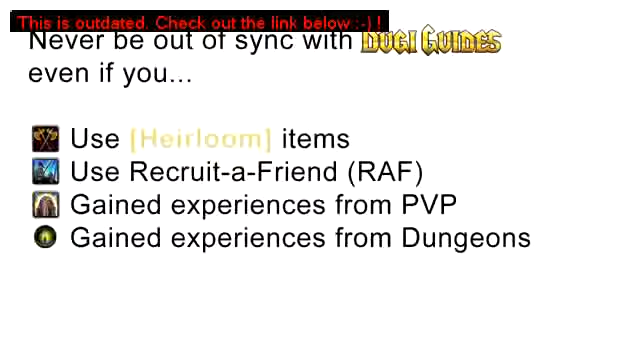 This is outdated. Check out the link below :-) !
Never be out of sync with DUGI GUIDES
even if you...
Use [Heirloom] items
Use Recruit-a-Friend (RAF)
Gained experiences from PVP
Gained experiences from Dungeons